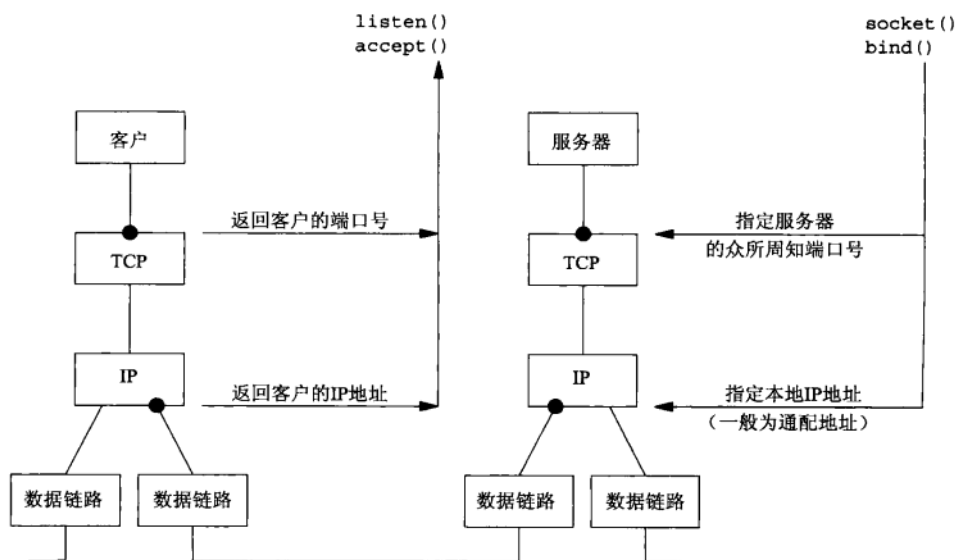 listen()
accept()
socket()
bind()
客户
服务器
返回客户的端口号
指定服务器
的众所周知端口号
TCP
TCP
IP
IP
返回客户的IP地址
指定本地IP地址
（一般为通配地址）
数据链路
数据链路
数据链路
数据链路